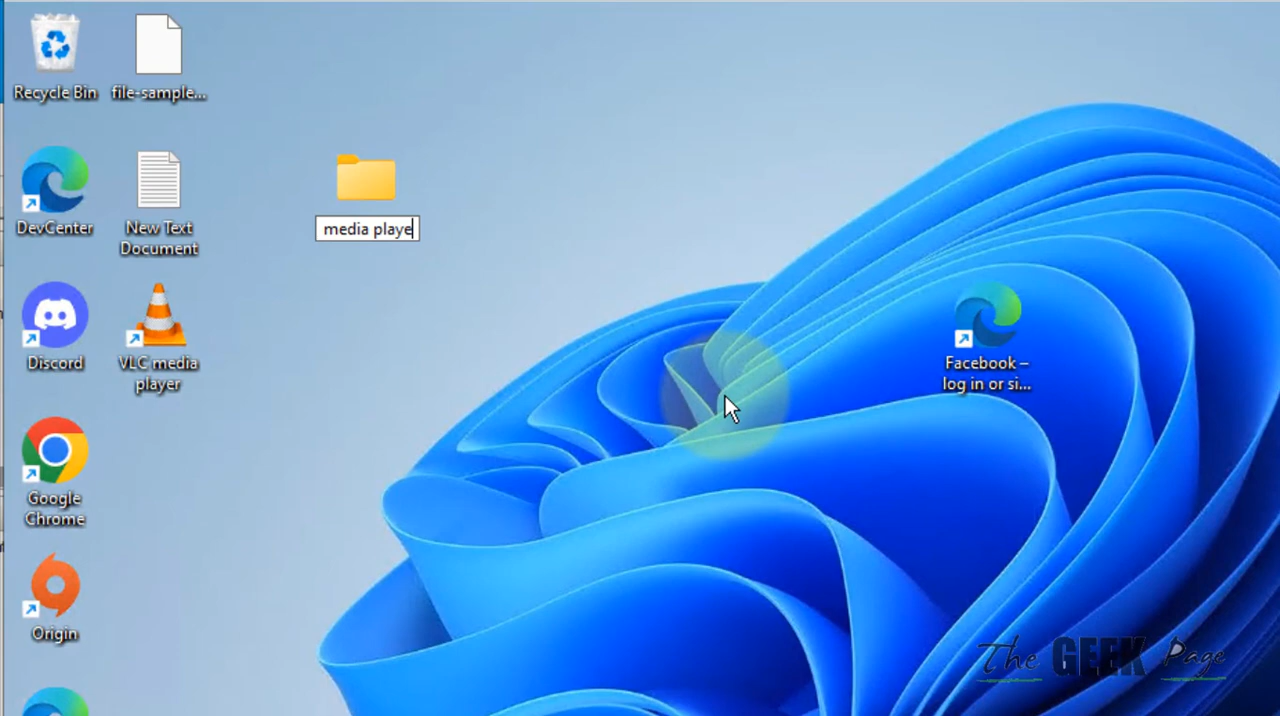 Recycle Bin
file-sample...
DevCenter
New Text
Document
media playe
Discord
VLC media
player
Facebook –
log in or si...
Google
Chrome
Origin
The GEEK Page